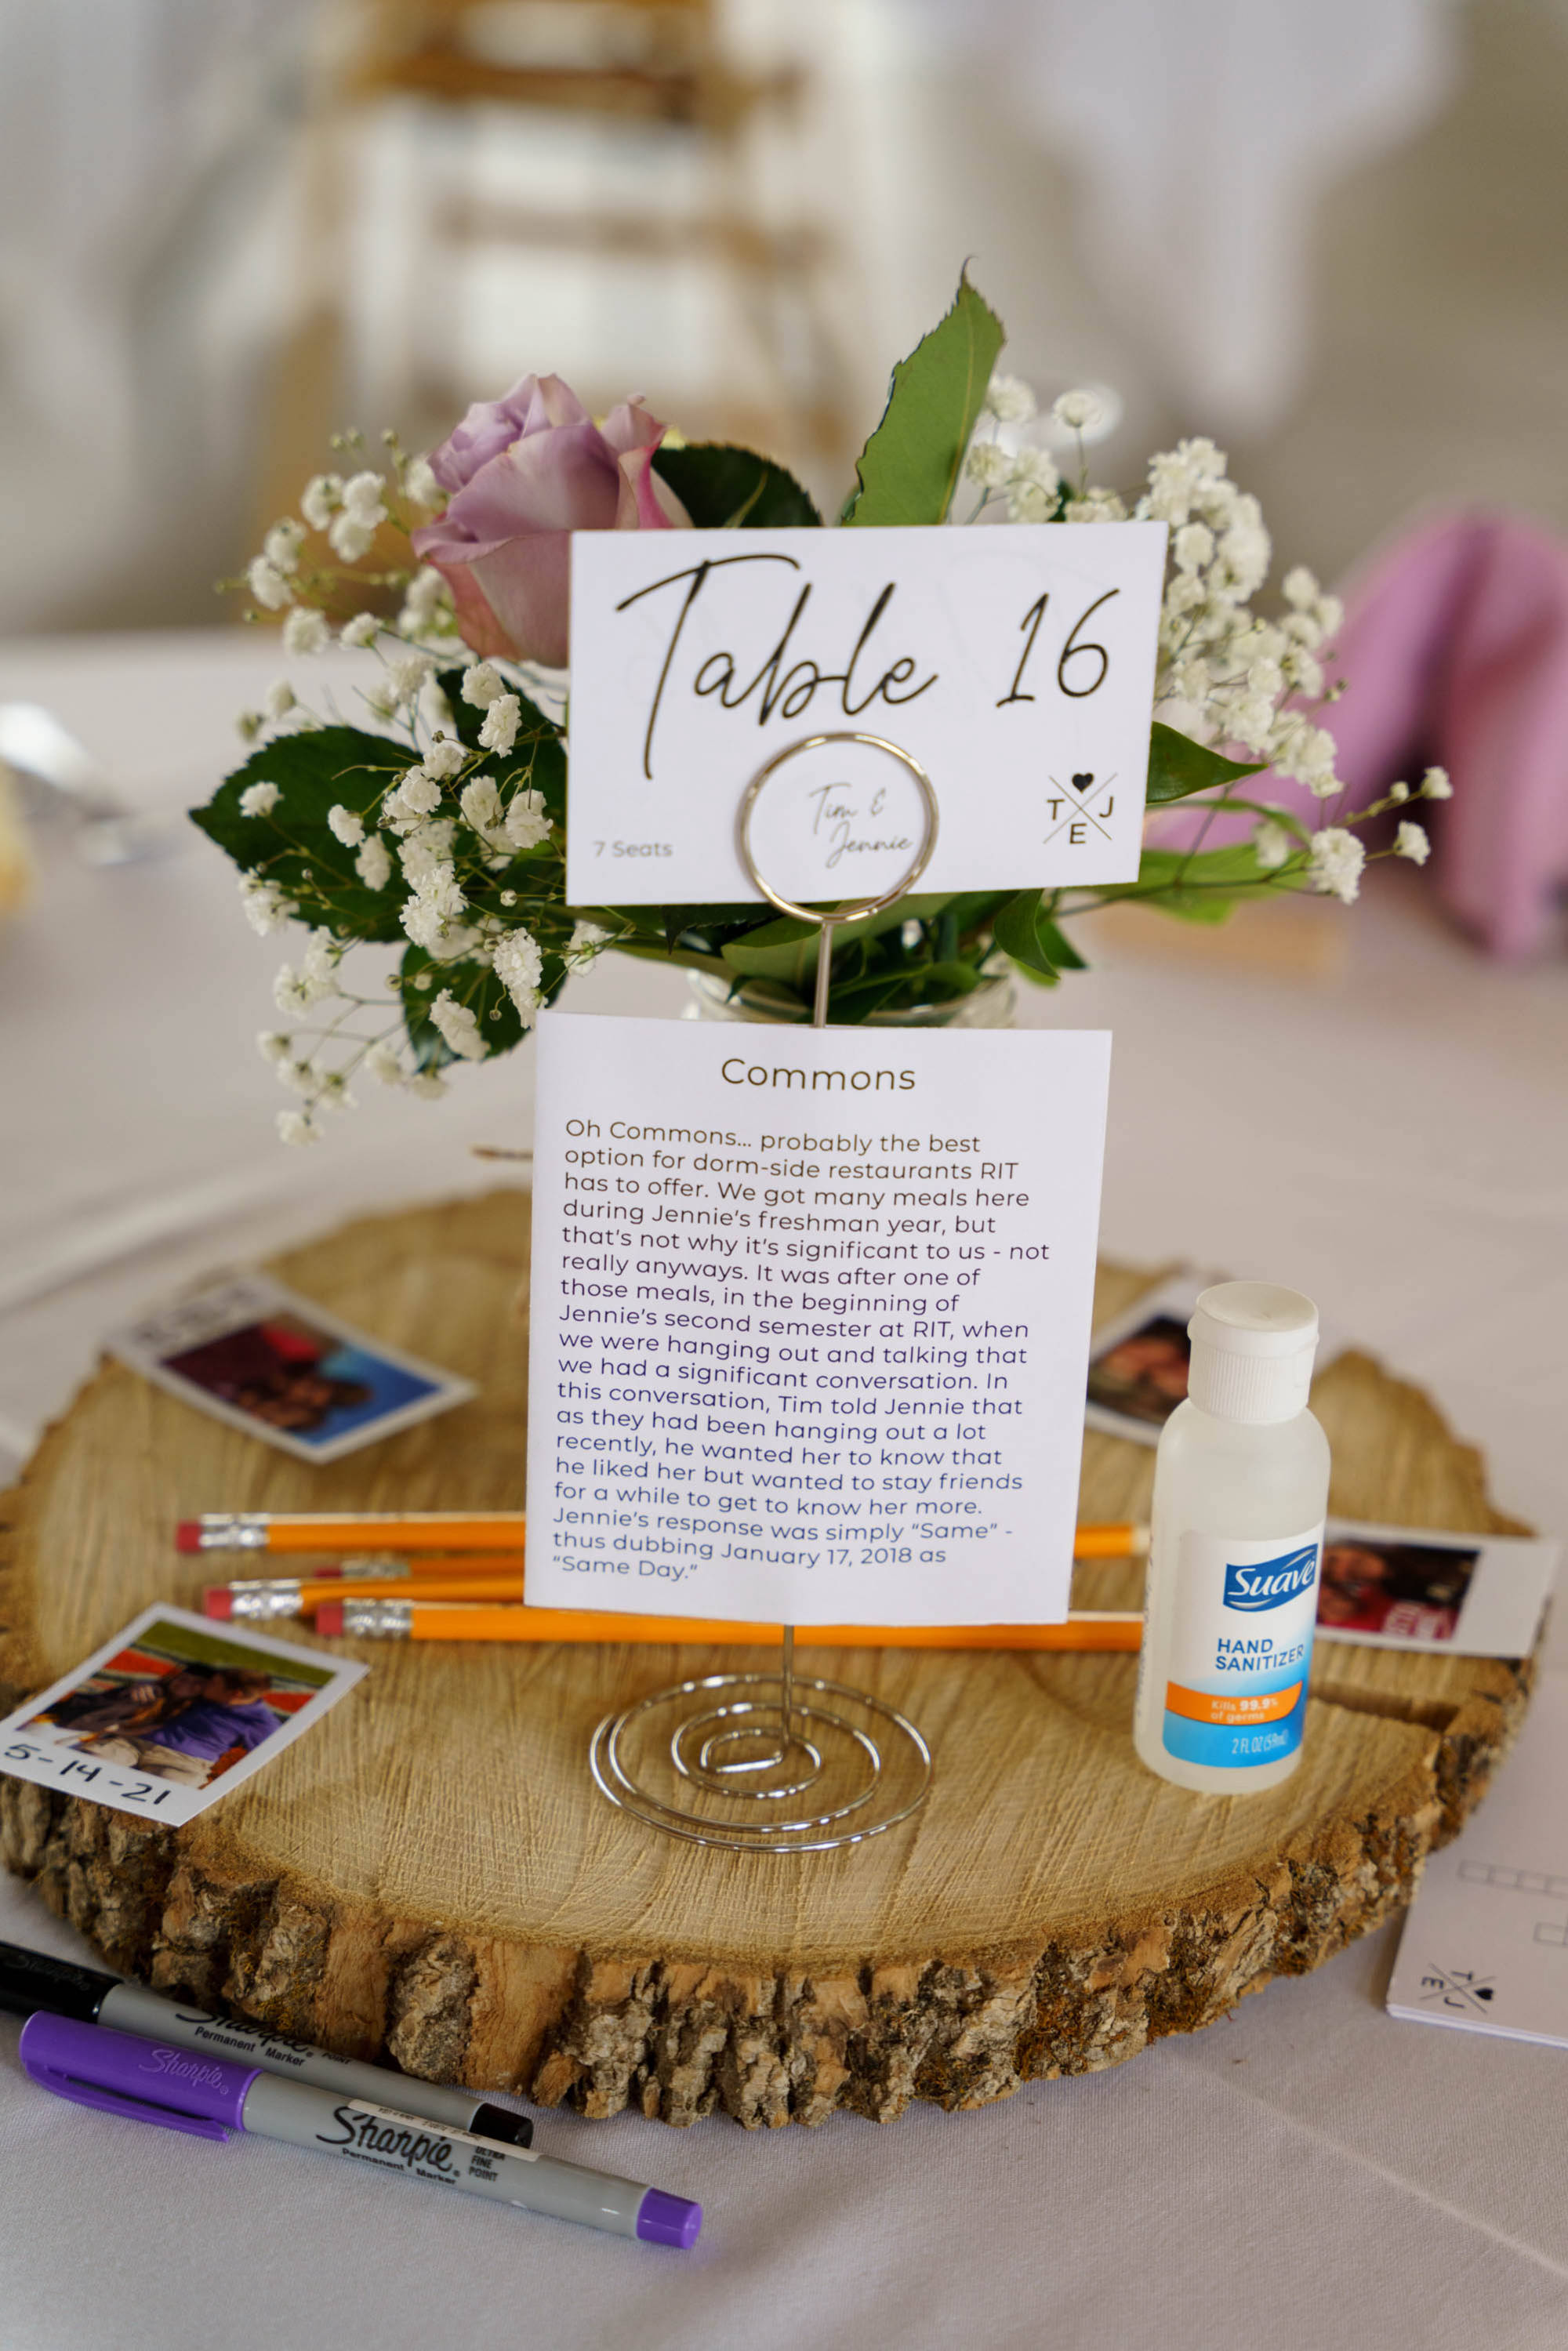 Table 16
Tim &
Jennie
7 Seats
T J
E
Commons
Oh Commons... probably the best
option for dorm-side restaurants RIT
has to offer. We got many meals here
during Jennie's freshman year, but
that's not why it's significant to us - not
really anyways. It was after one of
those meals, in the beginning of
Jennie's second semester at RIT, when
we were hanging out and talking that
we had a significant conversation. In
this conversation, Tim told Jennie that
as they had been hanging out a lot
recently, he wanted her to know that
he liked her but wanted to stay friends
for a while to get to know her more.
Jennie's response was simply "Same" -
thus dubbing January 17, 2018 as
"Same Day."
Suave
HAND
SANITIZER
Kills 99.9%
of germs
2 FL OZ (59mL)
5-14-21
Sharpie
Sharpie
Permanent Marker
POINT
Sharpie
Sharpie
Permanent Marker
ULTRA
FINE
POINT
T J
E